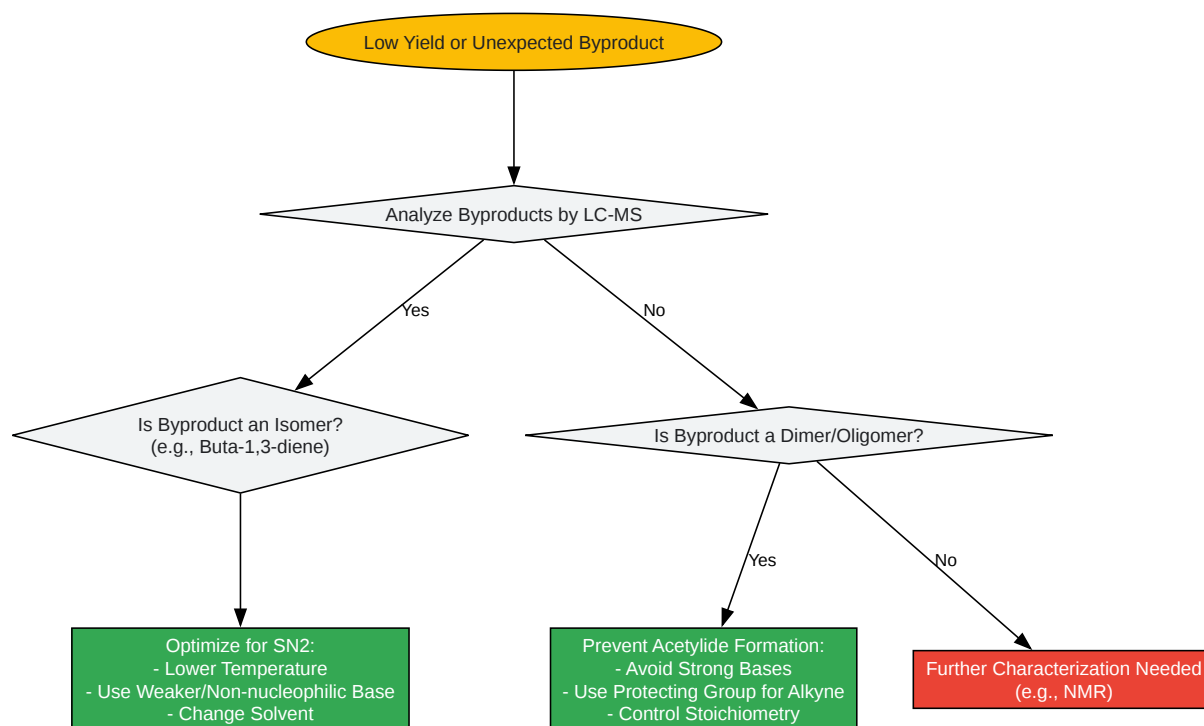 Low Yield or Unexpected Byproduct
Analyze Byproducts by LC-MS
Yes
No
Is Byproduct an Isomer?
(e.g., Buta-1,3-diene)
Is Byproduct a Dimer/Oligomer?
Yes
No
Optimize for SN2:
- Lower Temperature
- Use Weaker/Non-nucleophilic Base
- Change Solvent
Prevent Acetylide Formation:
- Avoid Strong Bases
- Use Protecting Group for Alkyne
- Control Stoichiometry
Further Characterization Needed
(e.g., NMR)